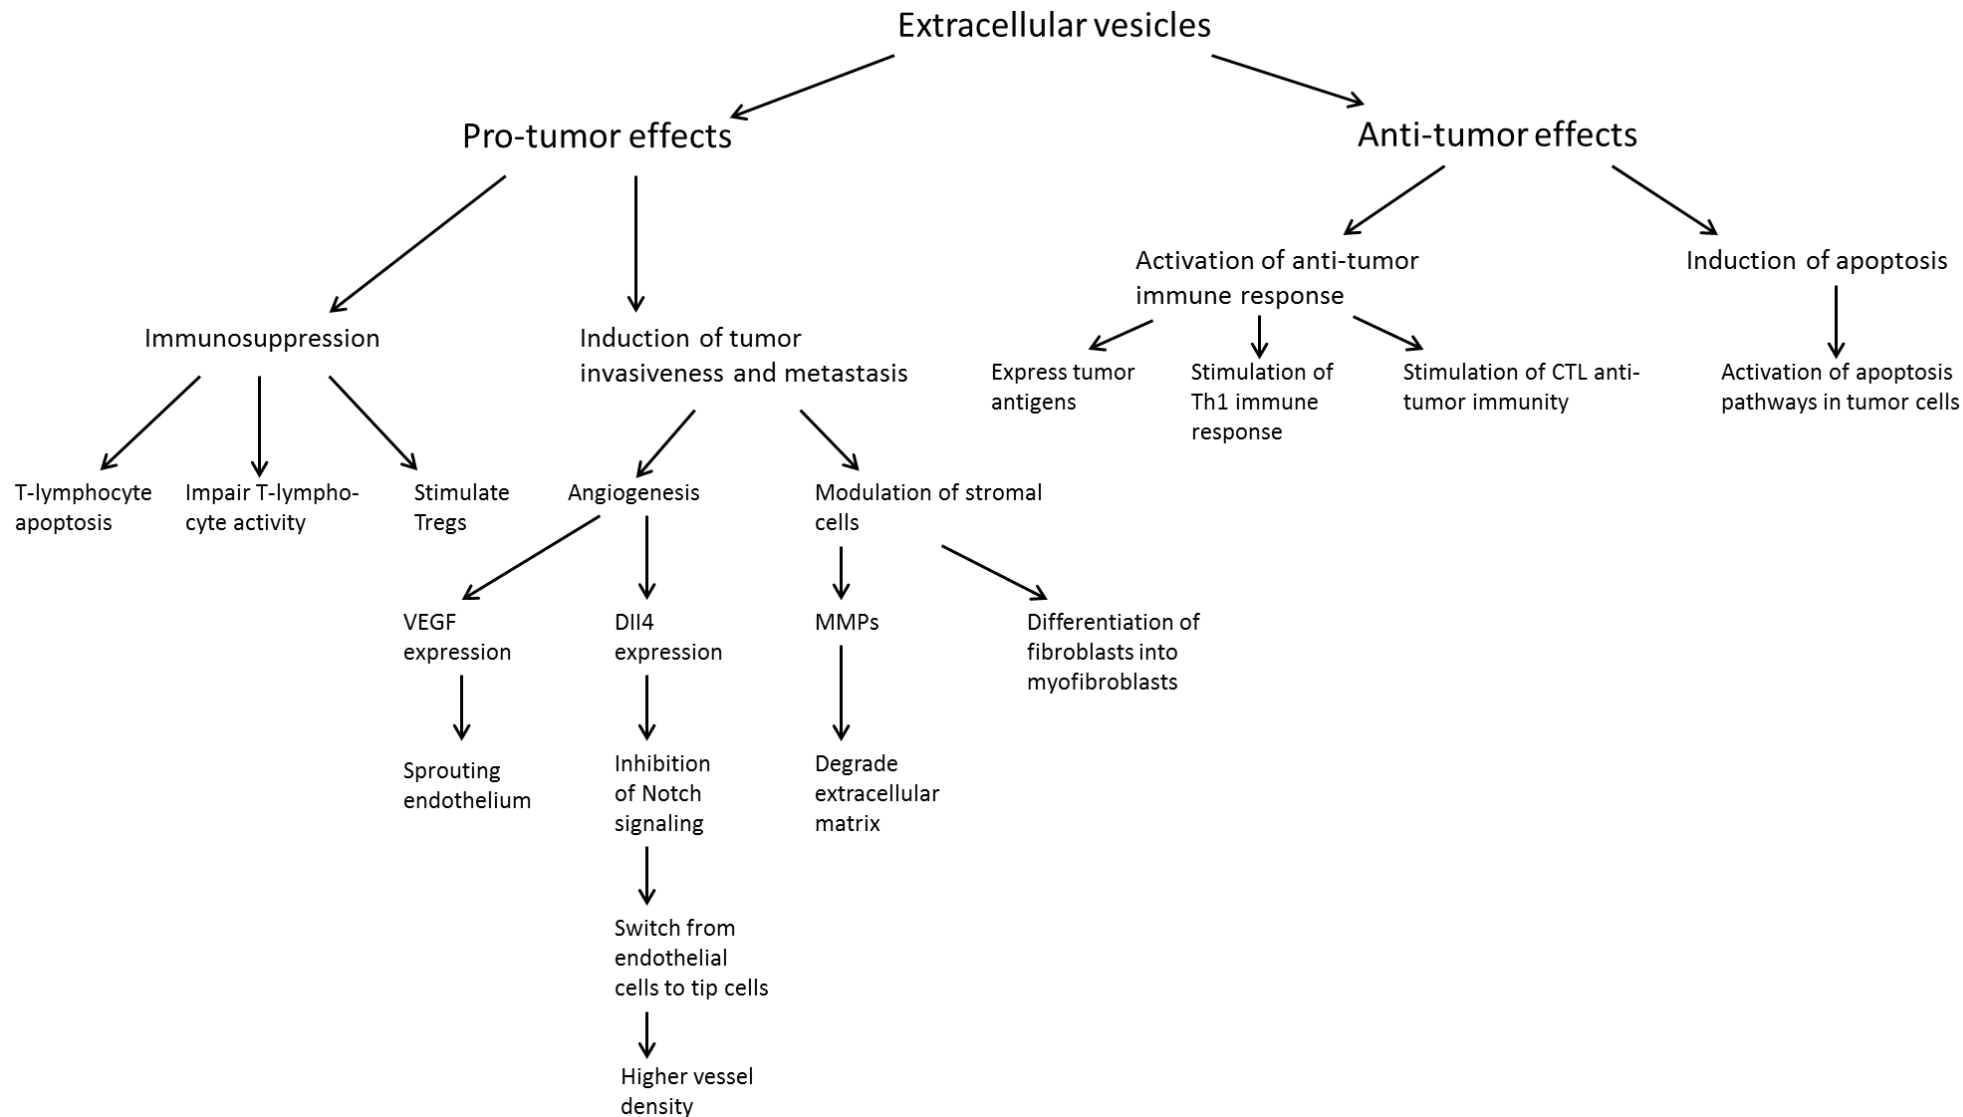 Extracellular vesicles
Pro-tumor effects
Anti-tumor effects
Activation of anti-tumor
immune response
Induction of apoptosis
Immunosuppression
Induction of tumor
invasiveness and metastasis
Express tumor
antigens
Stimulation of
Th1 immune
response
Stimulation of CTL anti-
tumor immunity
Activation of apoptosis
pathways in tumor cells
T-lymphocyte
apoptosis
Impair T-lympho-
cyte activity
Stimulate
Tregs
Angiogenesis
Modulation of stromal
cells
VEGF
expression
Dll4
expression
MMPs
Differentiation of
fibroblasts into
myofibroblasts
Sprouting
endothelium
Inhibition
of Notch
signaling
Degrade
extracellular
matrix
Switch from
endothelial
cells to tip cells
Higher vessel
density